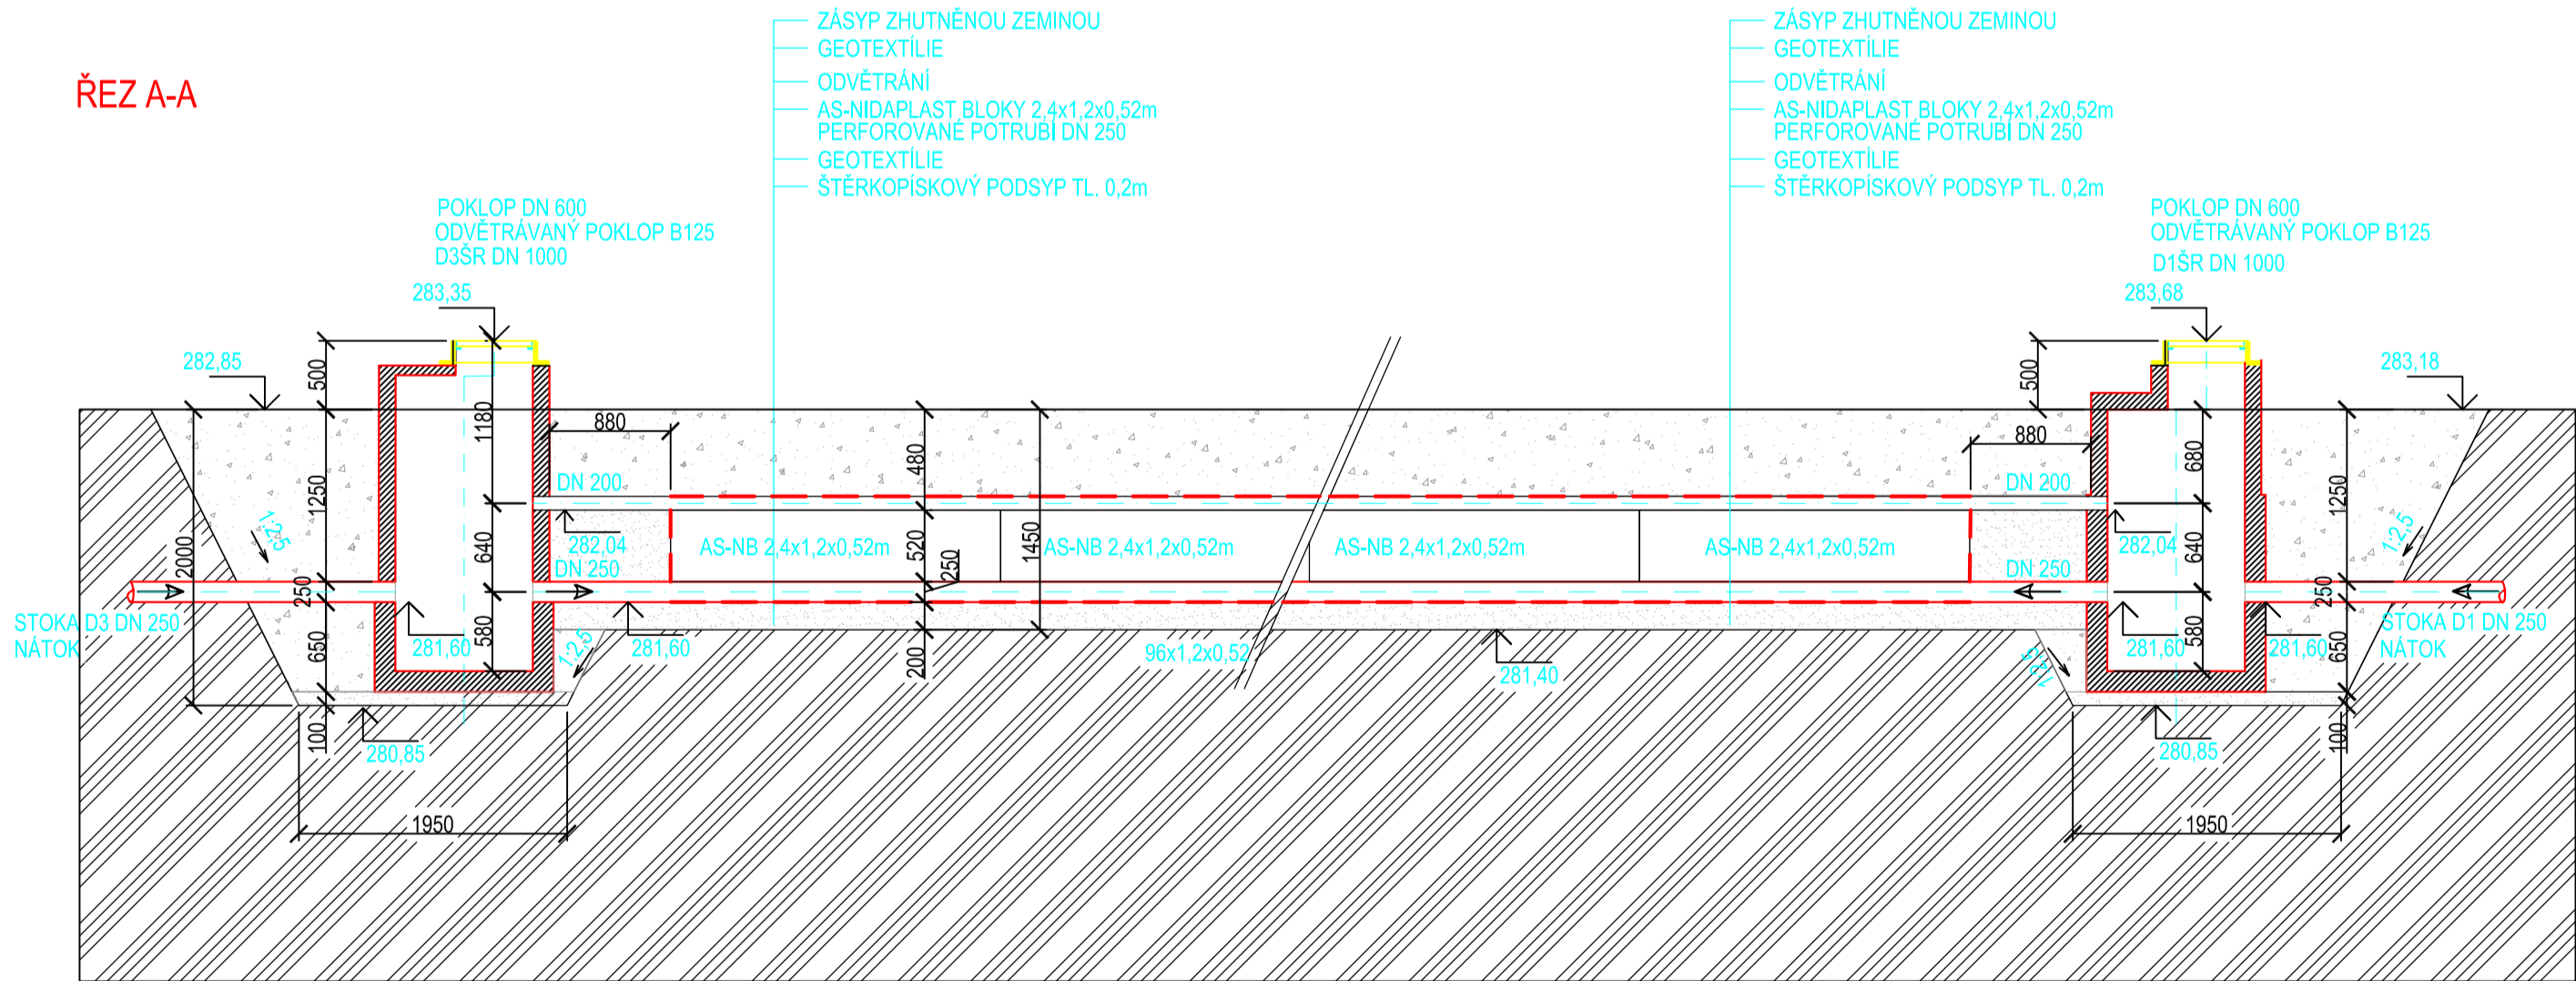 ŘEZ A-A
ZÁSYP ZHUTNĚNOU ZEMINOU
GEOTEXTÍLIE
ODVĚTRÁNÍ
AS-NIDAPLAST BLOKY 2,4x1,2x0,52m
PERFOROVANÉ POTRUBÍ DN 250
GEOTEXTÍLIE
ŠTĚRKOPÍSKOVÝ PODSYP TL. 0,2m
ZÁSYP ZHUTNĚNOU ZEMINOU
GEOTEXTÍLIE
ODVĚTRÁNÍ
AS-NIDAPLAST BLOKY 2,4x1,2x0,52m
PERFOROVANÉ POTRUBÍ DN 250
GEOTEXTÍLIE
ŠTĚRKOPÍSKOVÝ PODSYP TL. 0,2m
POKLOP DN 600
ODVĚTRÁVANÝ POKLOP B125
D3ŠR DN 1000
POKLOP DN 600
ODVĚTRÁVANÝ POKLOP B125
D1ŠR DN 1000
283,35
283,68
282,85
283,18
500
1250
250
650
100
2000
1180
640
580
880
480
520
250
200
1450
880
500
680
640
580
1250
250
650
100
DN 200
282,04
DN 250
DN 200
282,04
DN 250
AS-NB 2,4x1,2x0,52m
AS-NB 2,4x1,2x0,52m
AS-NB 2,4x1,2x0,52m
AS-NB 2,4x1,2x0,52m
1:2,5
1:2,5
1:2,5
1:2,5
STOKA D3 DN 250
NÁTOK
STOKA D1 DN 250
NÁTOK
281,60
281,60
96x1,2x0,52
281,40
281,60
281,60
280,85
280,85
1950
1950